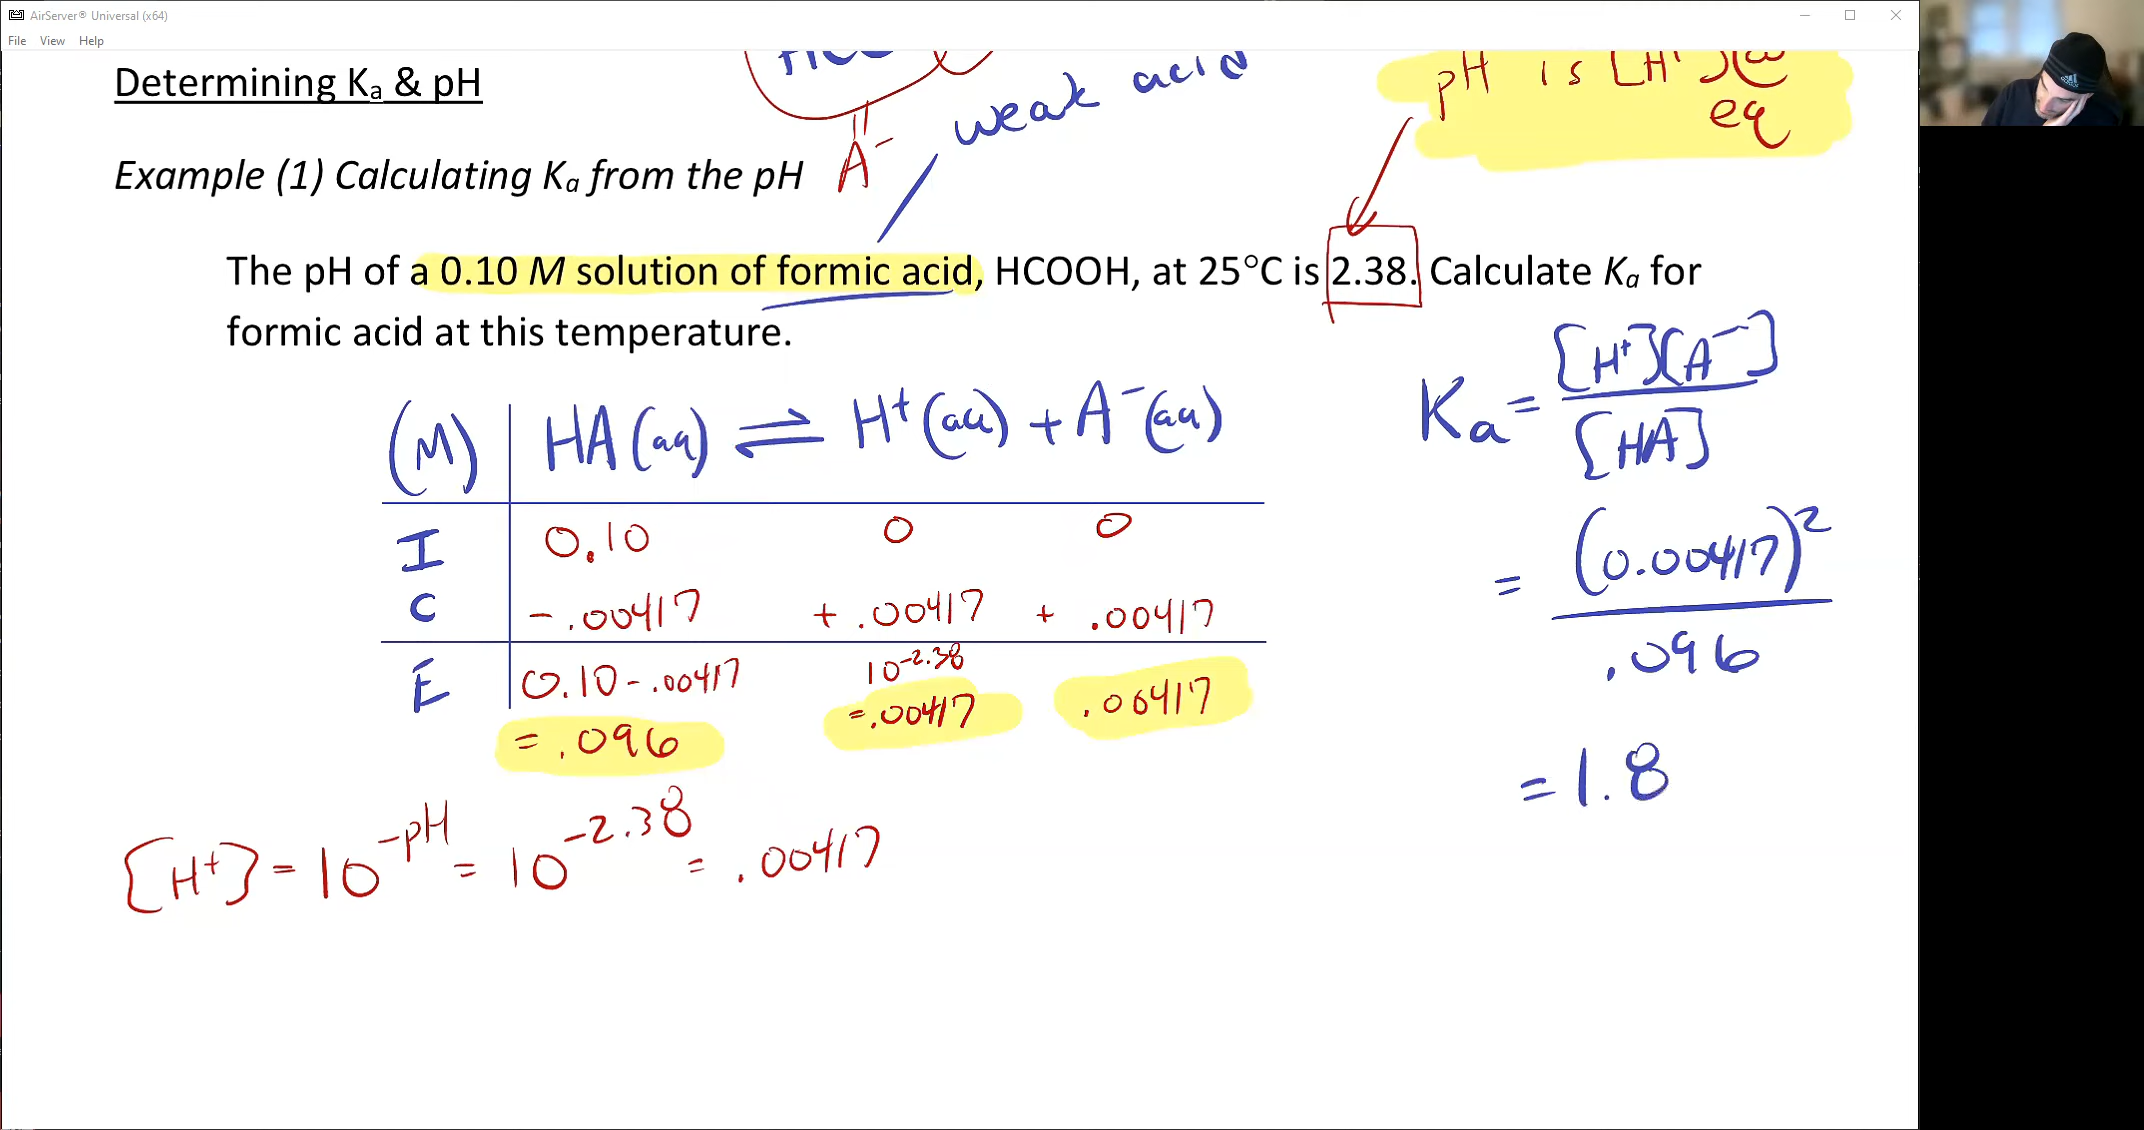 AirServer® Universal (x64)
File View Help
weak acid
pH is [H⁺]@
eq
A⁻
Determining Kₐ & pH
Example (1) Calculating Kₐ from the pH
The pH of a 0.10 M solution of formic acid, HCOOH, at 25°C is 2.38. Calculate Kₐ for
formic acid at this temperature.
(M) HA(aq) ⇌ H⁺(aq) + A⁻(aq)
I 0.10 0 0
C - .00417 + .00417 + .00417
E 0.10 - .00417 10⁻²·³⁸ .00417
= .096 = .00417
[H⁺] = 10^-pH = 10^-2.38 = .00417
Kₐ = [H⁺][A⁻]
[HA]
= (0.00417)²
.096
= 1.8